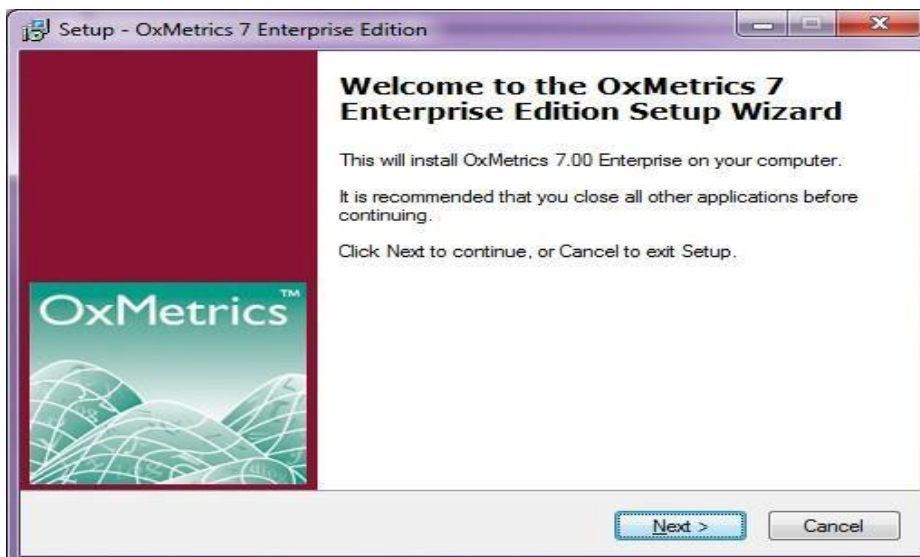 Setup - OxMetrics 7 Enterprise Edition
Welcome to the OxMetrics 7
Enterprise Edition Setup Wizard
This will install OxMetrics 7.00 Enterprise on your computer.
It is recommended that you close all other applications before
continuing.
Click Next to continue, or Cancel to exit Setup.
OxMetrics™
Next >
Cancel